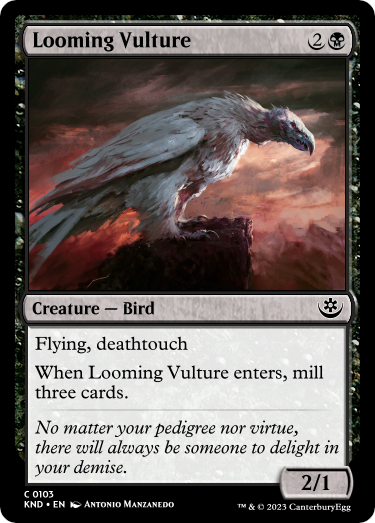 Looming Vulture 2
Creature — Bird
Flying, deathtouch
When Looming Vulture enters, mill
three cards.
No matter your pedigree nor virtue,
there will always be someone to delight in
your demise.
2/1
C 0103
KND • EN Antonio Manzanedo
™ & © 2023 CanterburyEgg